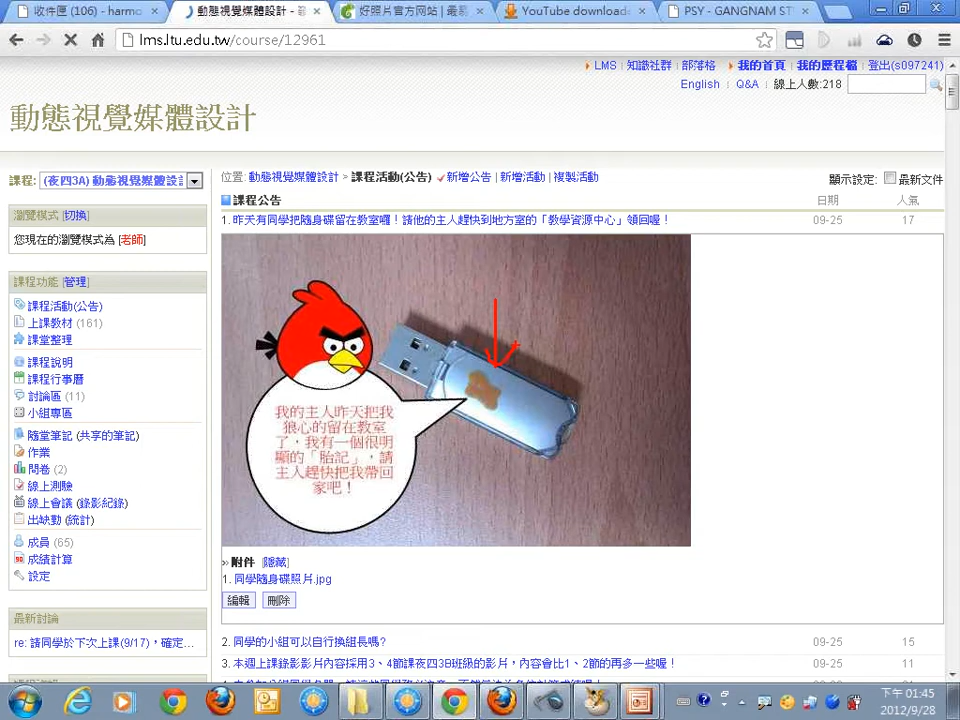 收件匣 (106) - harmo
動態視覺媒體設計 - 
好照片官方网站 | 最易
YouTube download
PSY - GANGNAM ST
lms.ltu.edu.tw/course/12961
LMS | 知識社群 | 部落格
我的首頁 | 我的歷程檔 | 登出(s097241)
English | Q&A | 線上人數:218
動態視覺媒體設計
課程: (夜四3A) 動態視覺媒體設計
位置: 動態視覺媒體設計 > 課程活動(公告) 新增公告 | 新增活動 | 複製活動
顯示設定: 最新文件
瀏覽模式 [切換]
您現在的瀏覽模式為 [老師]
課程功能 [管理]
課程活動(公告)
上課教材 (161)
課堂整理
課程說明
課程行事曆
討論區 (11)
小組專區
隨堂筆記 (共享的筆記)
作業
問卷 (2)
線上測驗
線上會議 (錄影紀錄)
出缺勤 (統計)
成員 (65)
成績計算
設定
最新討論
re: 請同學於下次上課(9/17)，確定...
課程公告 日期 人氣
1. 昨天有同學把隨身碟留在教室囉！請他的主人趕快到地方室的「教學資源中心」領回喔！ 09-25 17
我的主人昨天把我
狠心的留在教室
了，我有一個很明
顯的「胎記」，請
主人趕快把我帶回
家吧！
» 附件 [隱藏]
1. 同學隨身碟照片.jpg
編輯 刪除
2. 同學的小組可以自行換組長嗎? 09-25 15
3. 本週上課錄影影片內容採用3、4節課夜四3B班級的影片，內容會比1、2節的再多一些喔！ 09-25 11
下午 01:45
2012/9/28